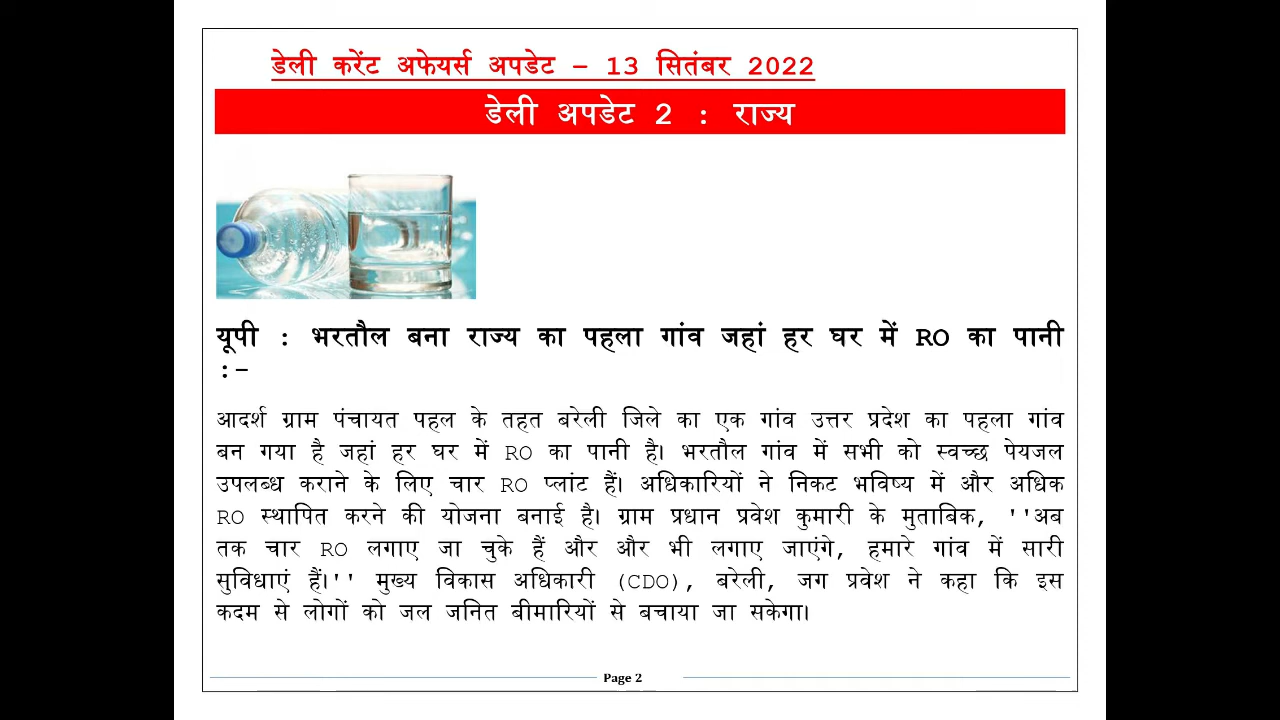 डेली करेंट अफेयर्स अपडेट – 13 सितंबर 2022
डेली अपडेट 2 : राज्य
यूपी : भरतौल बना राज्य का पहला गांव जहां हर घर में RO का पानी
:-
आदर्श ग्राम पंचायत पहल के तहत बरेली जिले का एक गांव उत्तर प्रदेश का पहला गांव
बन गया है जहां हर घर में RO का पानी है। भरतौल गांव में सभी को स्वच्छ पेयजल
उपलब्ध कराने के लिए चार RO प्लांट हैं। अधिकारियों ने निकट भविष्य में और अधिक
RO स्थापित करने की योजना बनाई है। ग्राम प्रधान प्रवेश कुमारी के मुताबिक, ''अब
तक चार RO लगाए जा चुके हैं और और भी लगाए जाएंगे, हमारे गांव में सारी
सुविधाएं हैं।'' मुख्य विकास अधिकारी (CDO), बरेली, जग प्रवेश ने कहा कि इस
कदम से लोगों को जल जनित बीमारियों से बचाया जा सकेगा।
Page 2